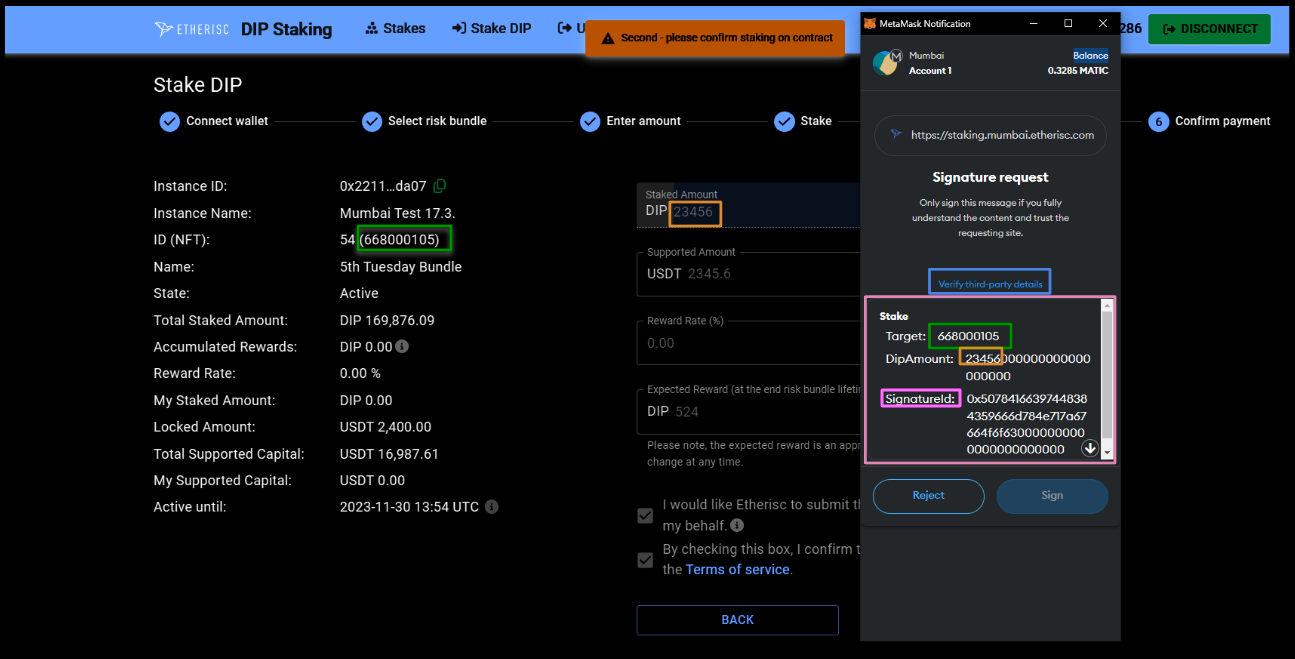 ETHERISC DIP Staking Stakes Stake DIP U
Second - please confirm staking on contract
MetaMask Notification
286 DISCONNECT
Mumbai
Account 1
Balance
0.3285 MATIC
Stake DIP
Connect wallet Select risk bundle Enter amount Stake 6 Confirm payment
Instance ID: 0x2211...da07
Instance Name: Mumbai Test 17.3.
ID (NFT): 54 (668000105)
Name: 5th Tuesday Bundle
State: Active
Total Staked Amount: DIP 169,876.09
Accumulated Rewards: DIP 0.00
Reward Rate: 0.00 %
My Staked Amount: DIP 0.00
Locked Amount: USDT 2,400.00
Total Supported Capital: USDT 16,987.61
My Supported Capital: USDT 0.00
Active until: 2023-11-30 13:54 UTC
Staked Amount
DIP 23456
Supported Amount
USDT 2345.6
Reward Rate (%)
0.00
Expected Reward (at the end risk bundle lifeti
DIP 524
Please note, the expected reward is an app
change at any time.
I would like Etherisc to submit th
my behalf.
By checking this box, I confirm t
the Terms of service.
BACK
https://staking.mumbai.etherisc.com
Signature request
Only sign this message if you fully
understand the content and trust the
requesting site.
Verify third-party details
Stake
Target: 668000105
DipAmount: 23456000000000000
000000
SignatureId: 0x5078416639744838
4359666d784e717a67
664f6f63000000000
0000000000000
Reject Sign